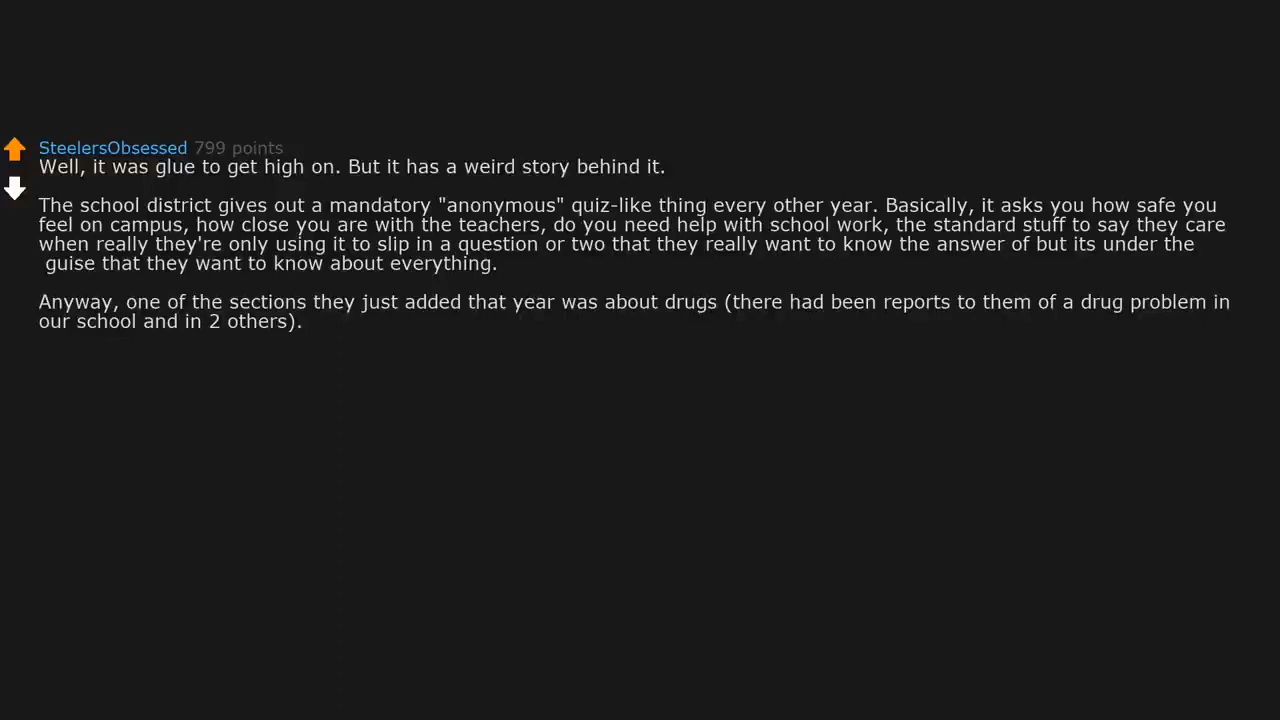 SteelersObsessed 799 points
Well, it was glue to get high on. But it has a weird story behind it.
The school district gives out a mandatory "anonymous" quiz-like thing every other year. Basically, it asks you how safe you
feel on campus, how close you are with the teachers, do you need help with school work, the standard stuff to say they care
when really they're only using it to slip in a question or two that they really want to know the answer of but its under the
guise that they want to know about everything.
Anyway, one of the sections they just added that year was about drugs (there had been reports to them of a drug problem in
our school and in 2 others).